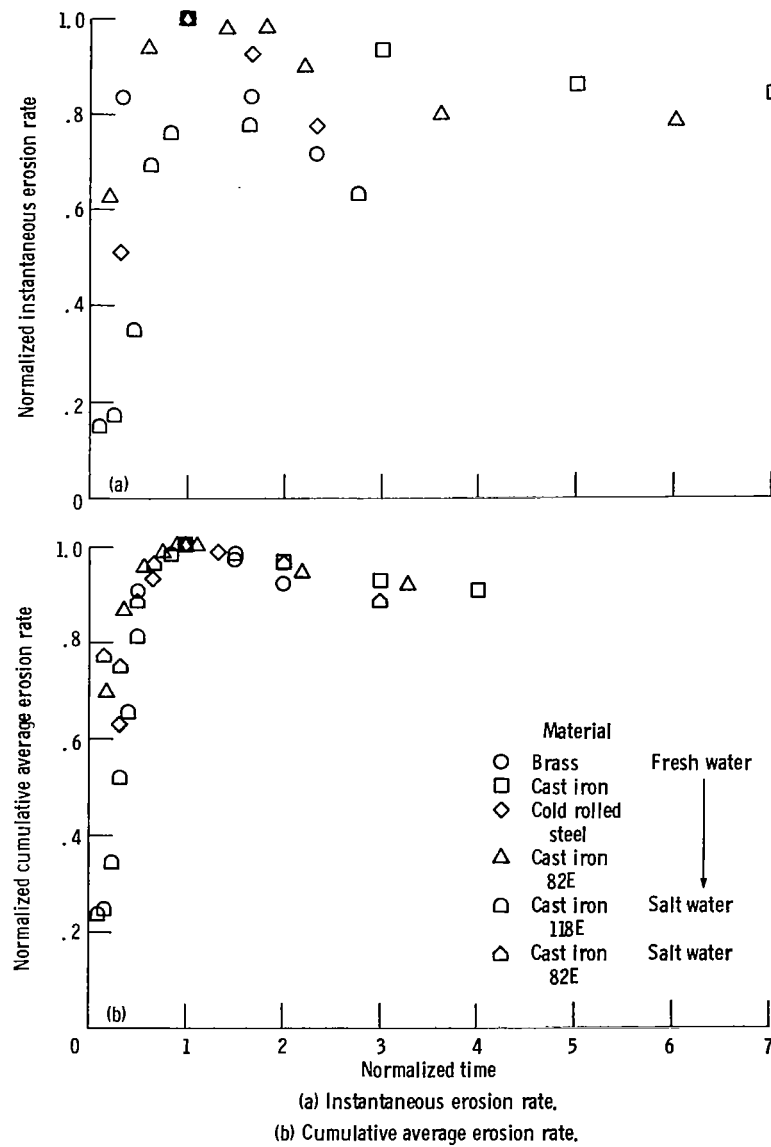 Normalized instantaneous erosion rate
1.0
.8
.6
.4
.2
0
(a)
Normalized cumulative average erosion rate
1.0
.8
.6
.4
.2
0
(b)
Material
Brass Fresh water
Cast iron
Cold rolled
steel
Cast iron
82E
Cast iron Salt water
118E
Cast iron Salt water
82E
1 2 3 4 5 6 7
Normalized time
(a) Instantaneous erosion rate.
(b) Cumulative average erosion rate.